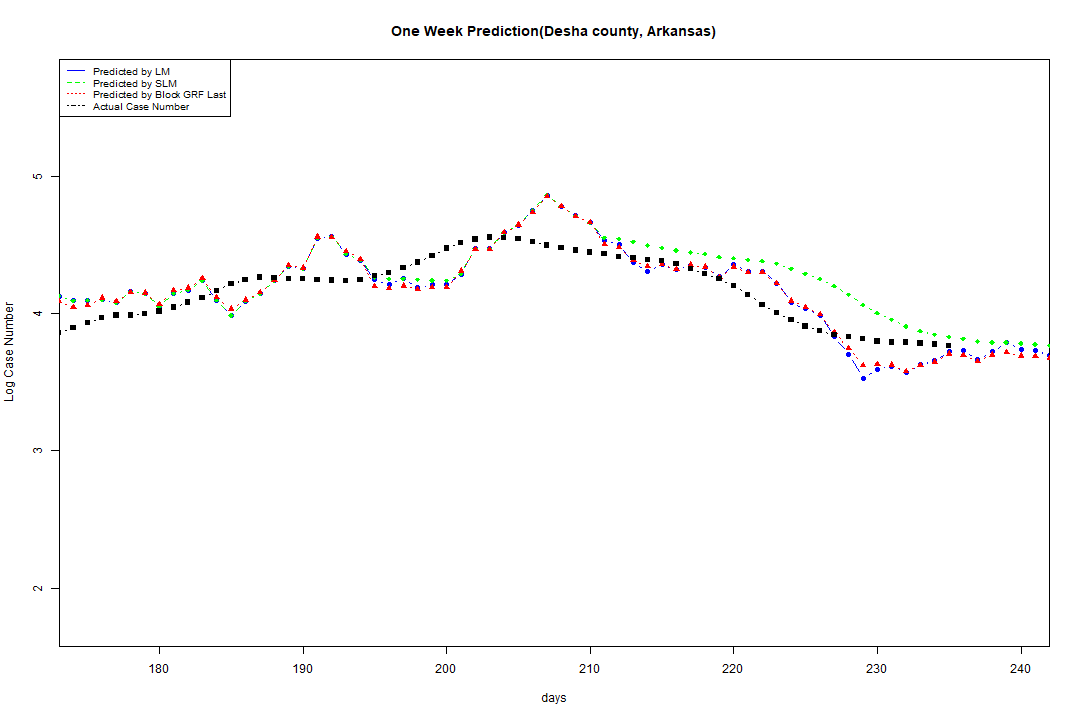 One Week Prediction(Desha county, Arkansas)
Predicted by LM
Predicted by SLM
Predicted by Block GRF Last
Actual Case Number
5
4
3
2
Log Case Number
180 190 200 210 220 230 240
days